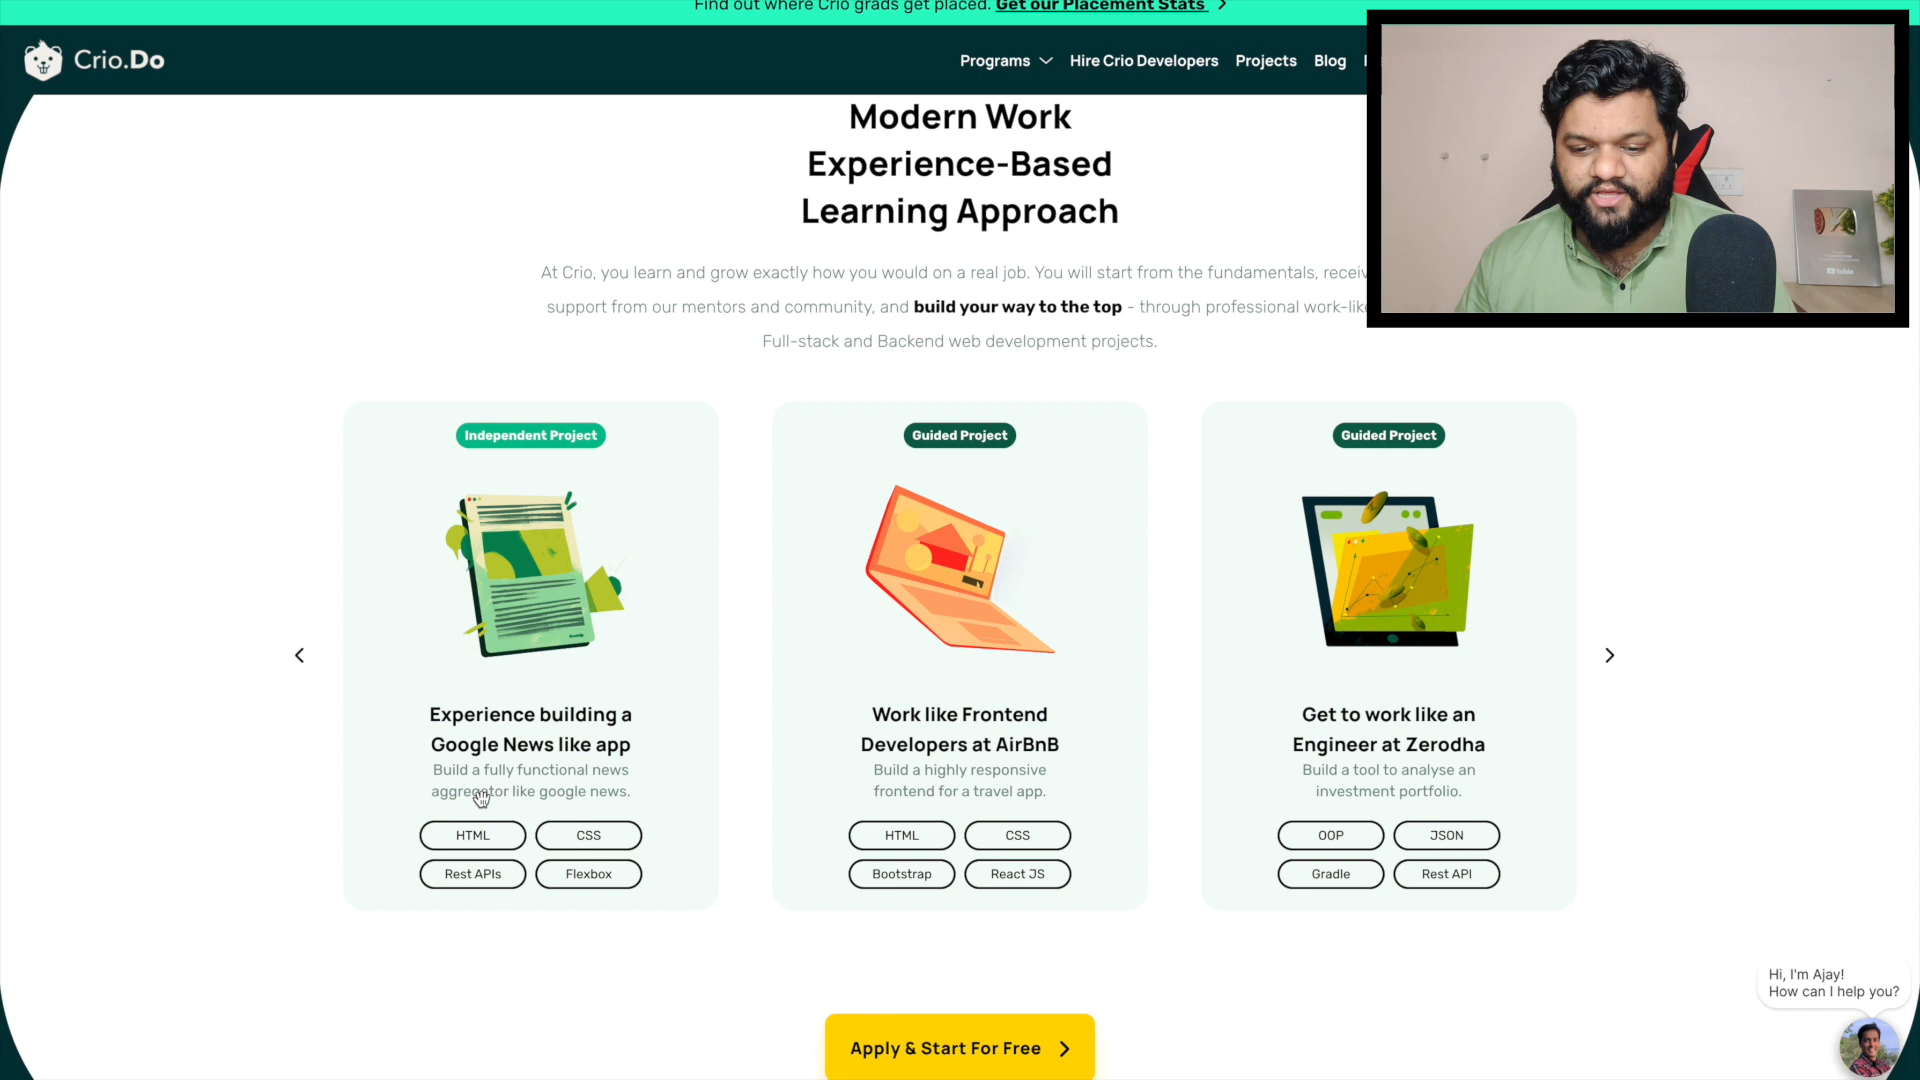 Find out where Crio grads get placed. Get our Placement Stats
Crio.Do
Programs
Hire Crio Developers
Projects
Blog
Modern Work
Experience-Based
Learning Approach
At Crio, you learn and grow exactly how you would on a real job. You will start from the fundamentals,
support from our mentors and community, and build your way to the top - through professional
Full-stack and Backend web development projects.
Independent Project
Experience building a
Google News like app
Build a fully functional news
aggregator like google news.
HTML
CSS
Rest APIs
Flexbox
Guided Project
Work like Frontend
Developers at AirBnB
Build a highly responsive
frontend for a travel app.
HTML
CSS
Bootstrap
React JS
Guided Project
Get to work like an
Engineer at Zerodha
Build a tool to analyse an
investment portfolio.
OOP
JSON
Gradle
Rest API
Apply & Start For Free
Hi, I'm Ajay!
How can I help you?
YouTube